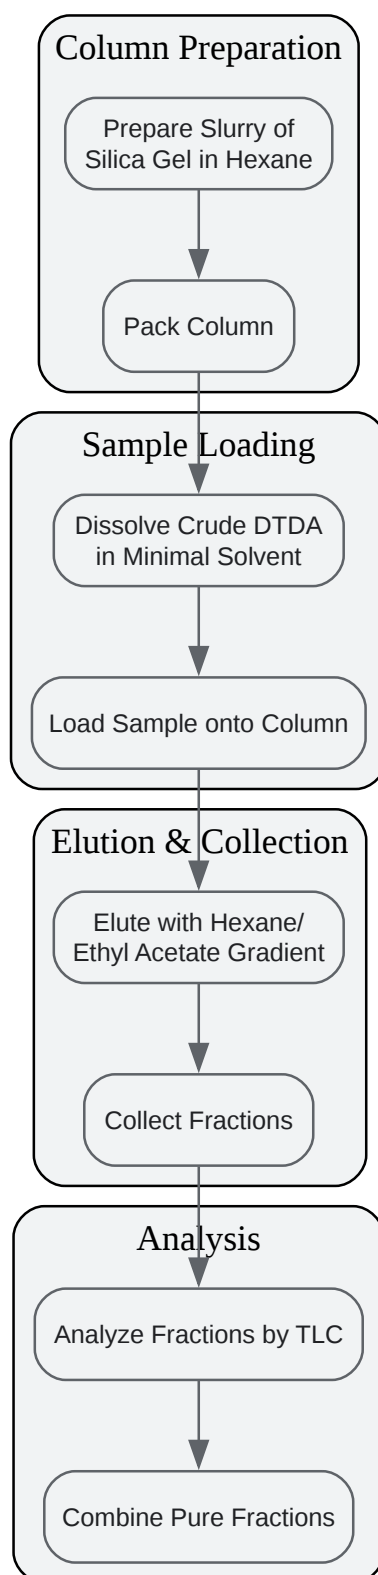 Column Preparation
Prepare Slurry of
Silica Gel in Hexane
Pack Column
Sample Loading
Dissolve Crude DTDA
in Minimal Solvent
Load Sample onto Column
Elution & Collection
Elute with Hexane/
Ethyl Acetate Gradient
Collect Fractions
Analysis
Analyze Fractions by TLC
Combine Pure Fractions